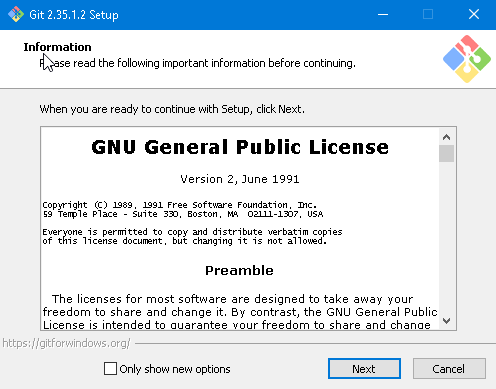 Git 2.35.1.2 Setup
Information
Please read the following important information before continuing.
When you are ready to continue with Setup, click Next.
GNU General Public License
Version 2, June 1991
Copyright (C) 1989, 1991 Free Software Foundation, Inc.
59 Temple Place - Suite 330, Boston, MA  02111-1307, USA
Everyone is permitted to copy and distribute verbatim copies
of this license document, but changing it is not allowed.
Preamble
The licenses for most software are designed to take away your
freedom to share and change it. By contrast, the GNU General Public
License is intended to guarantee your freedom to share and change
https://gitforwindows.org/
Only show new options
Next
Cancel